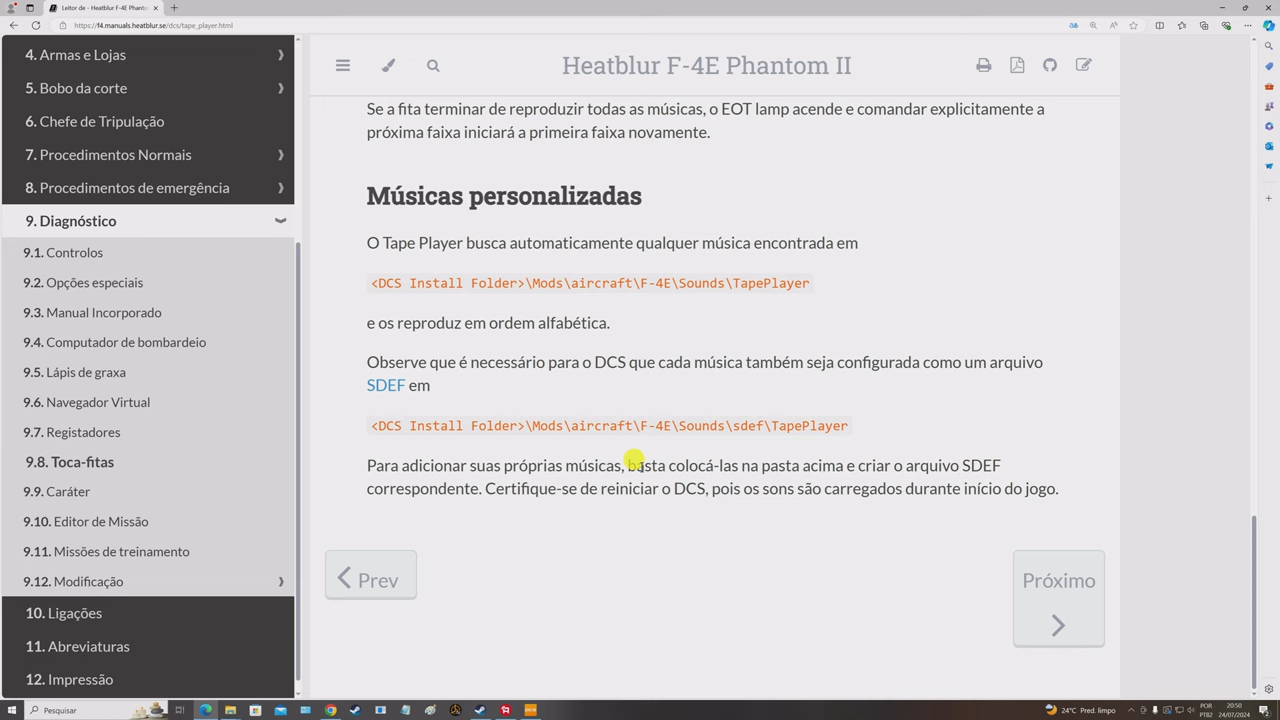 Leitor de - Heatblur F-4E Phantom
https://f4.manuals.heatblur.se/dcs/tape_player.html
4. Armas e Lojas
5. Bobo da corte
6. Chefe de Tripulação
7. Procedimentos Normais
8. Procedimentos de emergência
9. Diagnóstico
9.1. Controlos
9.2. Opções especiais
9.3. Manual Incorporado
9.4. Computador de bombardeio
9.5. Lápis de graxa
9.6. Navegador Virtual
9.7. Registadores
9.8. Toca-fitas
9.9. Caráter
9.10. Editor de Missão
9.11. Missões de treinamento
9.12. Modificação
10. Ligações
11. Abreviaturas
12. Impressão
Heatblur F-4E Phantom II
Se a fita terminar de reproduzir todas as músicas, o EOT lamp acende e comandar explicitamente a
próxima faixa iniciará a primeira faixa novamente.
Músicas personalizadas
O Tape Player busca automaticamente qualquer música encontrada em
<DCS Install Folder>\Mods\aircraft\F-4E\Sounds\TapePlayer
e os reproduz em ordem alfabética.
Observe que é necessário para o DCS que cada música também seja configurada como um arquivo
SDEF em
<DCS Install Folder>\Mods\aircraft\F-4E\Sounds\sdef\TapePlayer
Para adicionar suas próprias músicas, basta colocá-las na pasta acima e criar o arquivo SDEF
correspondente. Certifique-se de reiniciar o DCS, pois os sons são carregados durante início do jogo.
Prev
Próximo
Pesquisar
24°C Pred. limpo
POR
PTB2
20:50
24/07/2024